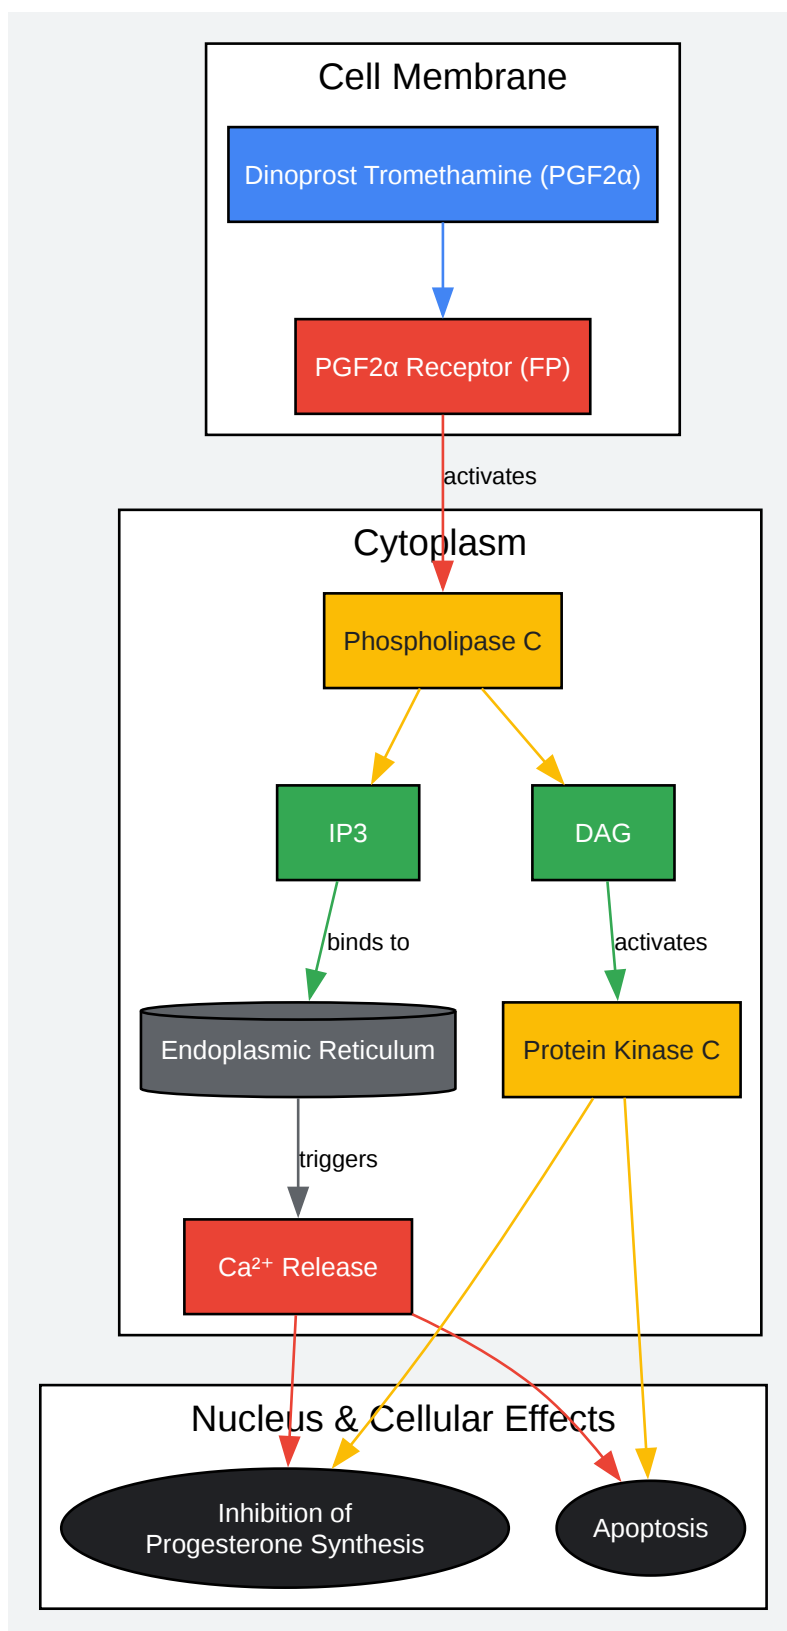 Cell Membrane
Dinoprost Tromethamine (PGF2α)
PGF2α Receptor (FP)
activates
Cytoplasm
Phospholipase C
IP3
DAG
binds to
activates
Endoplasmic Reticulum
Protein Kinase C
triggers
Ca²⁺ Release
Nucleus & Cellular Effects
Inhibition of
Progesterone Synthesis
Apoptosis